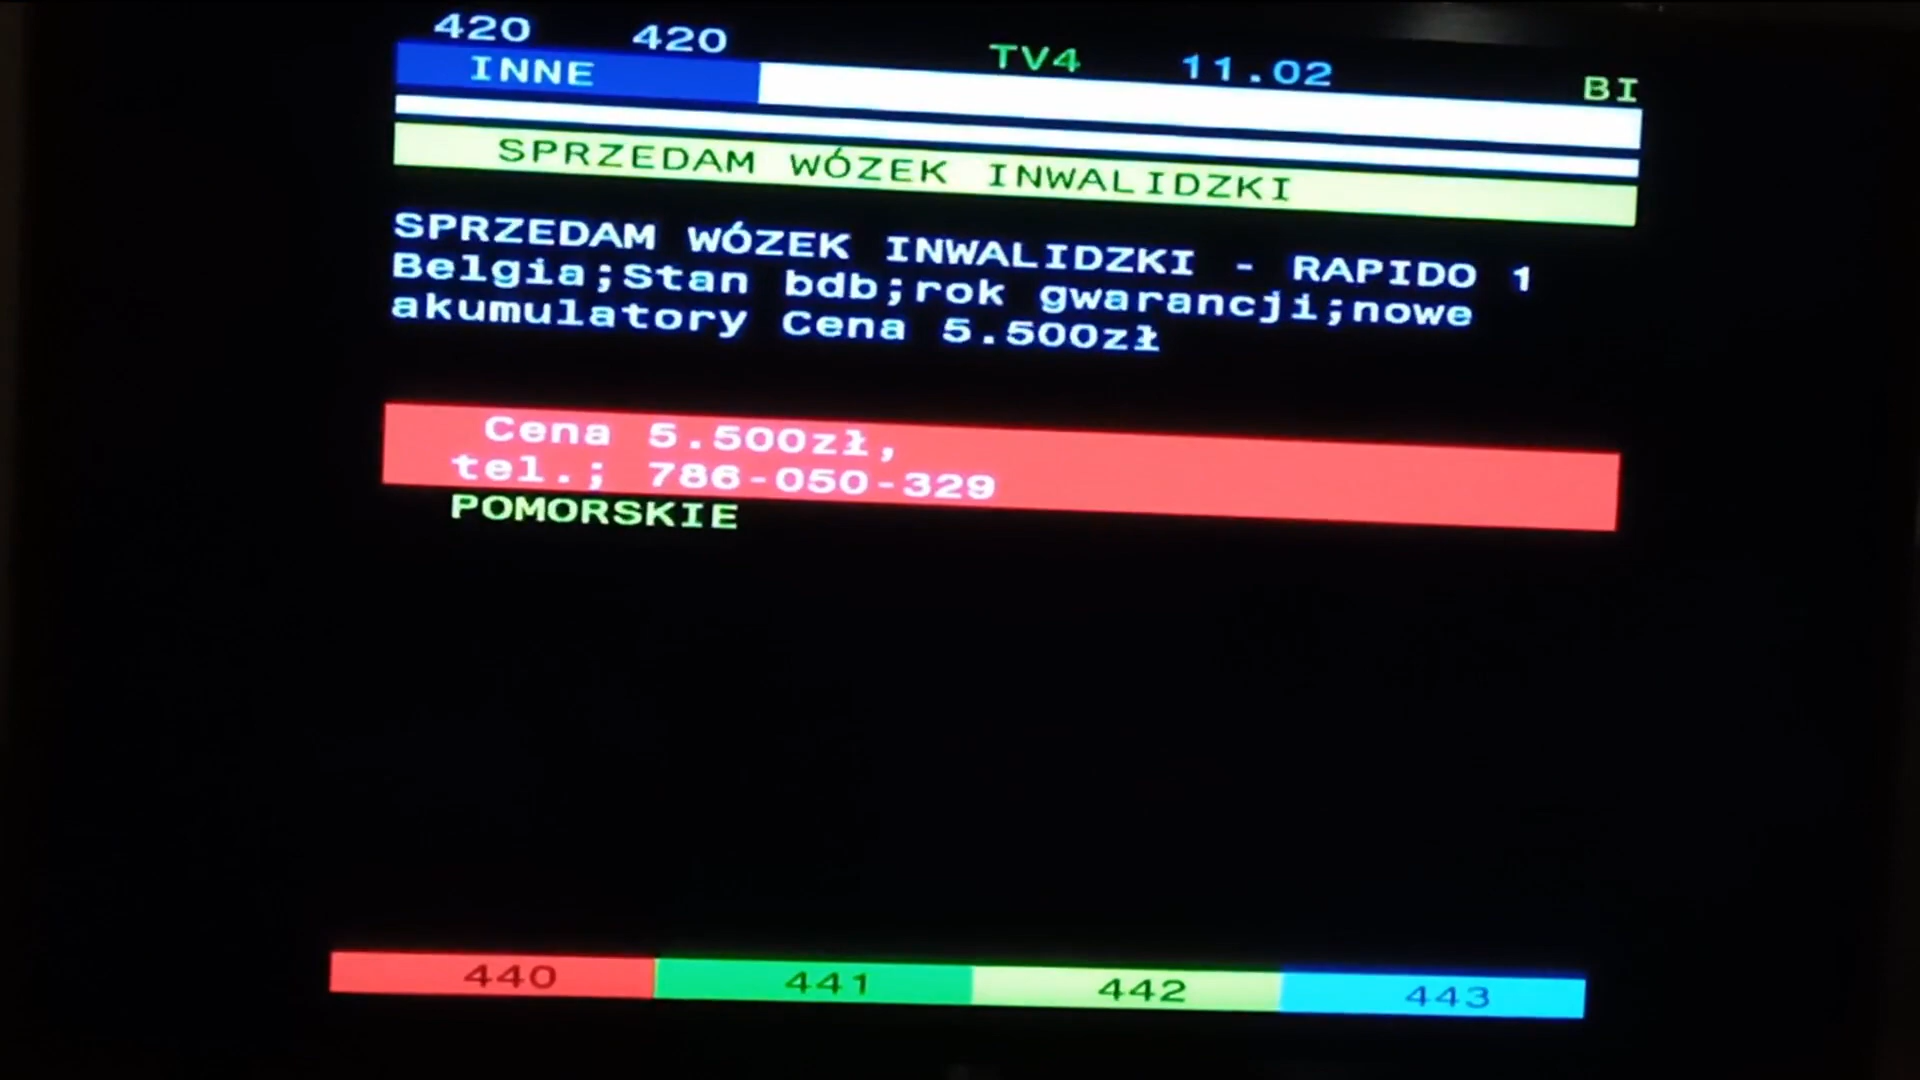 420 420 TV4 11.02 BI
INNE
SPRZEDAM WÓZEK INWALIDZKI
SPRZEDAM WÓZEK INWALIDZKI - RAPIDO 1
Belgia;Stan bdb;rok gwarancji;nowe
akumulatory Cena 5.500zł
Cena 5.500zł,
tel.; 786-050-329
POMORSKIE
440 441 442 443